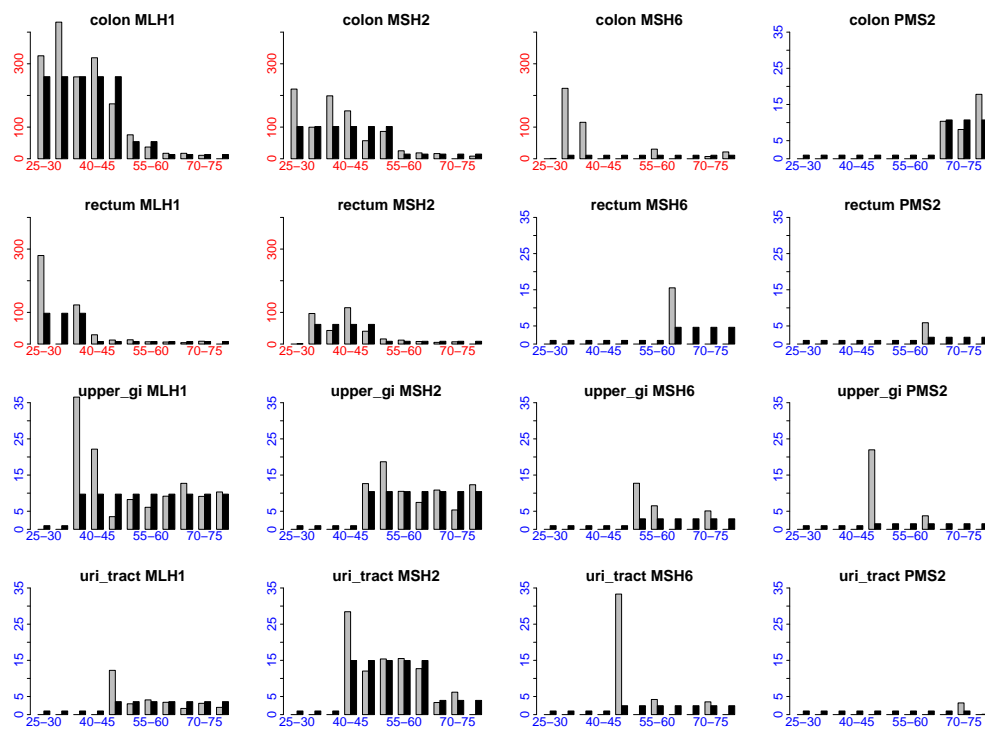 colon MLH1 colon MSH2 colon MSH6 colon PMS2
0 100 300 0 100 300 0 100 300 0 5 15 25 35
25−30 40−45 55−60 70−75 25−30 40−45 55−60 70−75 25−30 40−45 55−60 70−75 25−30 40−45 55−60 70−75
rectum MLH1 rectum MSH2 rectum MSH6 rectum PMS2
0 100 300 0 100 300 0 5 15 25 35 0 5 15 25 35
25−30 40−45 55−60 70−75 25−30 40−45 55−60 70−75 25−30 40−45 55−60 70−75 25−30 40−45 55−60 70−75
upper_gi MLH1 upper_gi MSH2 upper_gi MSH6 upper_gi PMS2
0 5 15 25 35 0 5 15 25 35 0 5 15 25 35 0 5 15 25 35
25−30 40−45 55−60 70−75 25−30 40−45 55−60 70−75 25−30 40−45 55−60 70−75 25−30 40−45 55−60 70−75
uri_tract MLH1 uri_tract MSH2 uri_tract MSH6 uri_tract PMS2
0 5 15 25 35 0 5 15 25 35 0 5 15 25 35 0 5 15 25 35
25−30 40−45 55−60 70−75 25−30 40−45 55−60 70−75 25−30 40−45 55−60 70−75 25−30 40−45 55−60 70−75